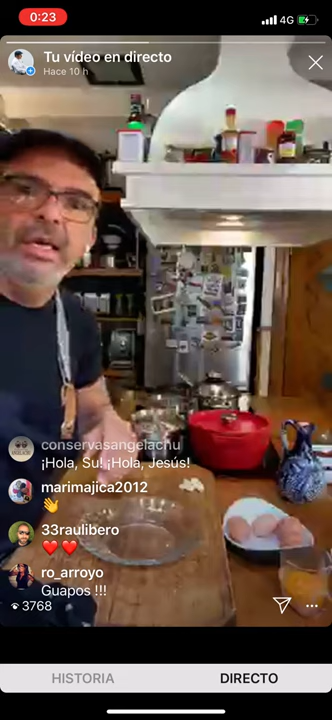 0:23
4G
Tu vídeo en directo
Hace 10 h
conservasangelachu
¡Hola, Su! ¡Hola, Jesús!
marimajica2012
👋
33raulibero
❤️❤️
ro_arroyo
Guapos !!!
3768
HISTORIA
DIRECTO